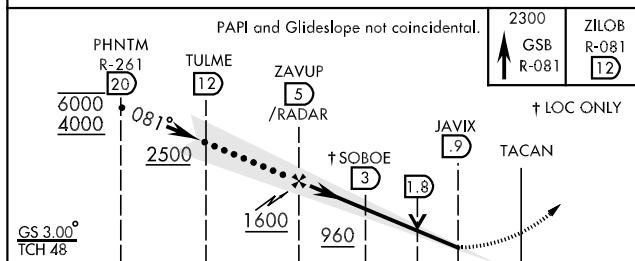 PAPI and Glideslope not coincidental.
2300
GSB
R-081
ZILOB
R-081
12
† LOC ONLY
PHNTM
R-261
20
6000
4000
081°
TULME
12
2500
ZAVUP
5
/RADAR
1600
† SOBOE
3
960
1.8
JAVIX
.9
TACAN
GS 3.00°
TCH 48